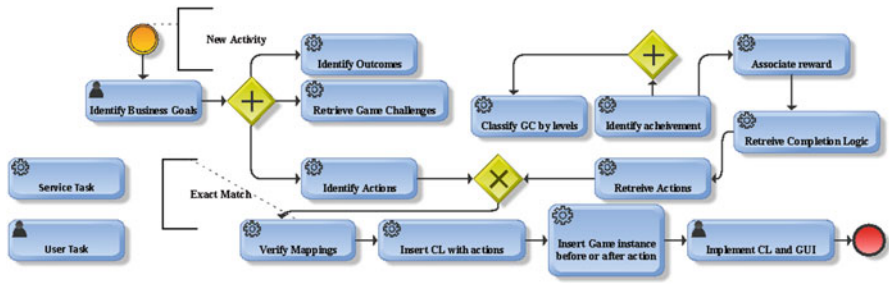 New Activity
Identify Outcomes
Associate reward
Identify Business Goals
Retrieve Game Challenges
Classify GC by levels
Identify acheivement
Retreive Completion Logic
Service Task
Exact Match
Identify Actions
Retreive Actions
User Task
Verify Mappings
Insert CL with actions
Insert Game instance
before or after action
Implement CL and GUI